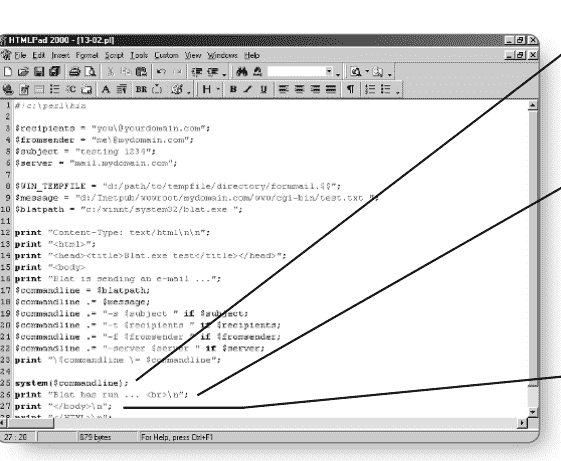 HTMLPad 2000 - [13-02.pl]
File Edit Insert Format Script Tools Custom View Windows Help
1 #!c:\perl\bin
2
3 $recipients = "you\@yourdomain.com";
4 $fromsender = "me\@mydomain.com";
5 $subject = "testing 1234";
6 $server = "mail.mydomain.com";
7
8 $WIN_TEMPFILE = "d:/path/to/tempfile/directory/formmail.$$";
9 $message = "d:/Inetpub/wwwroot/mydomain.com/www/cgi-bin/test.txt ";
10 $blatpath = "c:/winnt/system32/blat.exe ";
11
12 print "Content-Type: text/html\n\n";
13 print "<html>";
14 print "<head><title>Blat.exe test</title></head>";
15 print "<body>
16 print "Blat is sending an e-mail ...";
17 $commandline = $blatpath;
18 $commandline .= $message;
19 $commandline .= "-s $subject " if $subject;
20 $commandline .= "-t $recipients " if $recipients;
21 $commandline .= "-f $fromsender " if $fromsender;
22 $commandline .= "-server $server " if $server;
23 print "\$commandline \= $commandline";
24
25 system($commandline);
26 print "Blat has run ... <br>\n";
27 print "</body>\n";
28 print "</HTML>\n";
27 : 20 879 bytes For Help, press Ctrl+F1